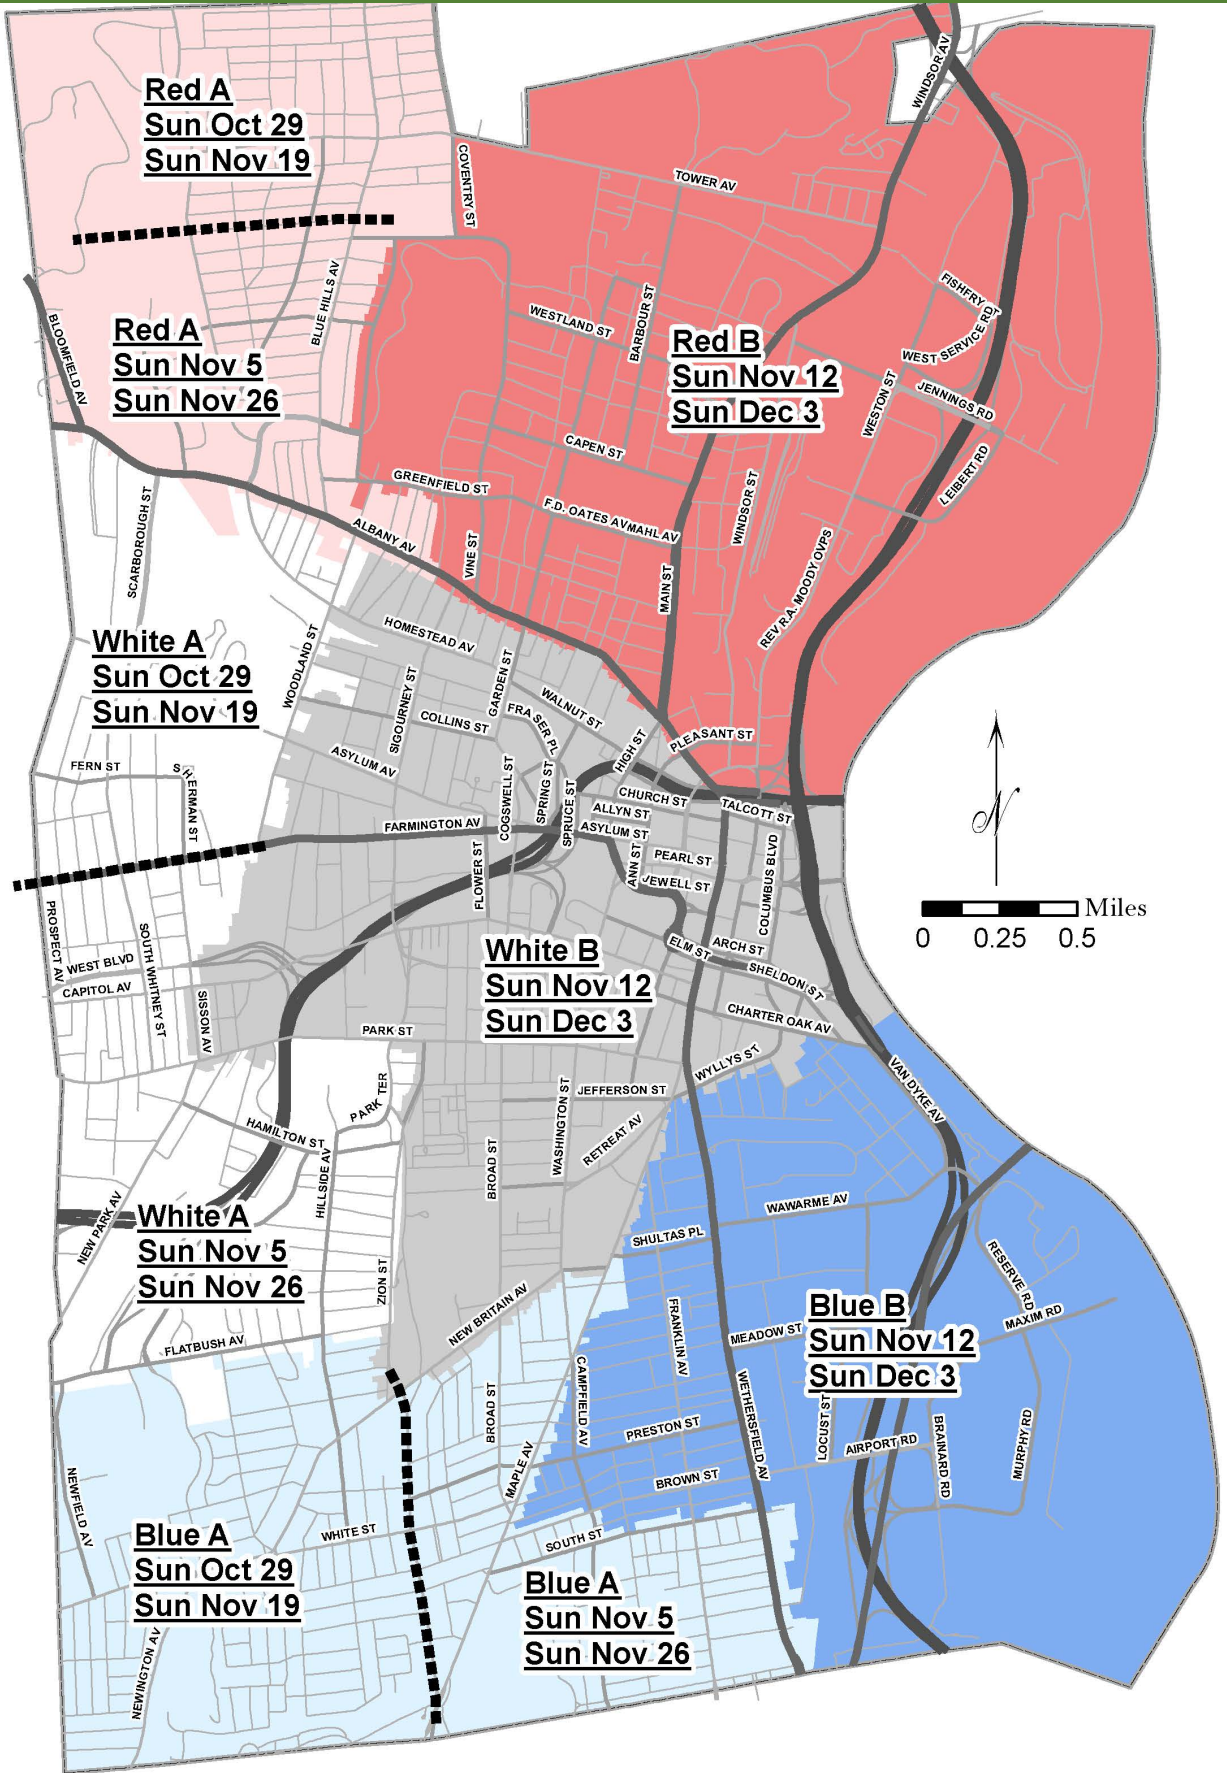 WINDSOR AV
Red A
Sun Oct 29
Sun Nov 19
COVENTRY ST
TOWER AV
BLUE HILLS AV
BLOOMFIELD AV
Red A
Sun Nov 5
Sun Nov 26
WESTLAND ST
BARBOUR ST
FISHFRY
WEST SERVICE RD
Red B
Sun Nov 12
Sun Dec 3
WESTON ST
JENNINGS RD
LEIBERT RD
CAPEN ST
GREENFIELD ST
F.D. OATES AV
MAHL AV
WINDSOR ST
SCARBOROUGH ST
ALBANY AV
VINE ST
MAIN ST
REV R.A. MOODY OVPS
HOMESTEAD AV
WOODLAND ST
White A
Sun Oct 29
Sun Nov 19
SIGOURNEY ST
GARDEN ST
COLLINS ST
FRASER PL
WALNUT ST
HIGH ST
PLEASANT ST
ASYLUM AV
FERN ST
SHERMAN ST
COGSWELL ST
SPRING ST
SPRUCE ST
CHURCH ST
TALCOTT ST
ALLYN ST
FARMINGTON AV
ASYLUM ST
FLOWER ST
ANN ST
PEARL ST
JEWELL ST
COLUMBUS BLVD
N
Miles
0 0.25 0.5
PROSPECT AV
SOUTH WHITNEY ST
WEST BLVD
CAPITOL AV
SISSON AV
White B
Sun Nov 12
Sun Dec 3
ELM ST
ARCH ST
SHELDON ST
CHARTER OAK AV
PARK ST
WYLLYS ST
VAN DYKE AV
PARK TER
JEFFERSON ST
WASHINGTON ST
RETREAT AV
HAMILTON ST
HILLSIDE AV
BROAD ST
NEW PARK AV
White A
Sun Nov 5
Sun Nov 26
ZION ST
WAWARME AV
SHULTAS PL
RESERVE RD
MAXIM RD
Blue B
Sun Nov 12
Sun Dec 3
NEW BRITAIN AV
FRANKLIN AV
MEADOW ST
FLATBUSH AV
CAMPFIELD AV
WETHERSFIELD AV
BROAD ST
PRESTON ST
LOCUST ST
AIRPORT RD
BRAINARD RD
MURPHY RD
NEWFIELD AV
MAPLE AV
BROWN ST
WHITE ST
SOUTH ST
Blue A
Sun Oct 29
Sun Nov 19
Blue A
Sun Nov 5
Sun Nov 26
NEWINGTON AV